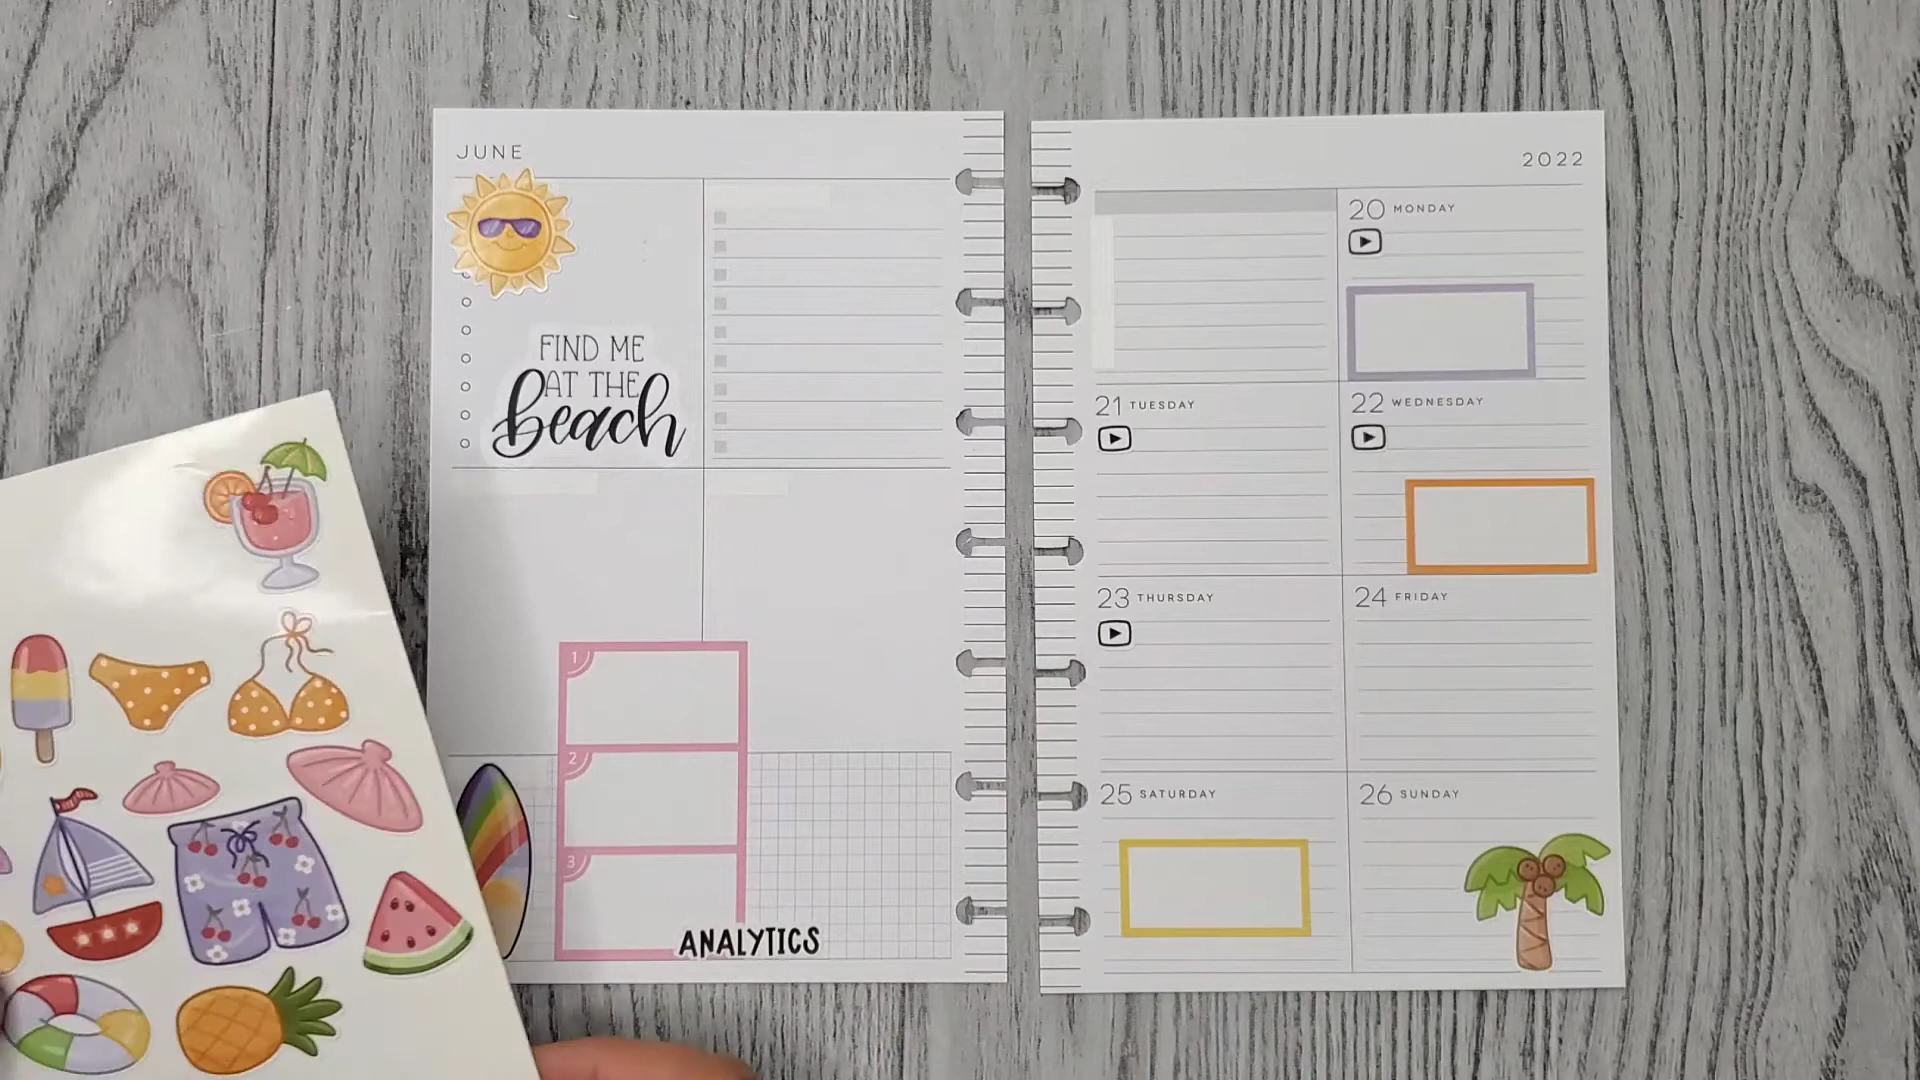 JUNE
FIND ME
AT THE
beach
1
2
3
ANALYTICS
2022
20 MONDAY
21 TUESDAY
22 WEDNESDAY
23 THURSDAY
24 FRIDAY
25 SATURDAY
26 SUNDAY